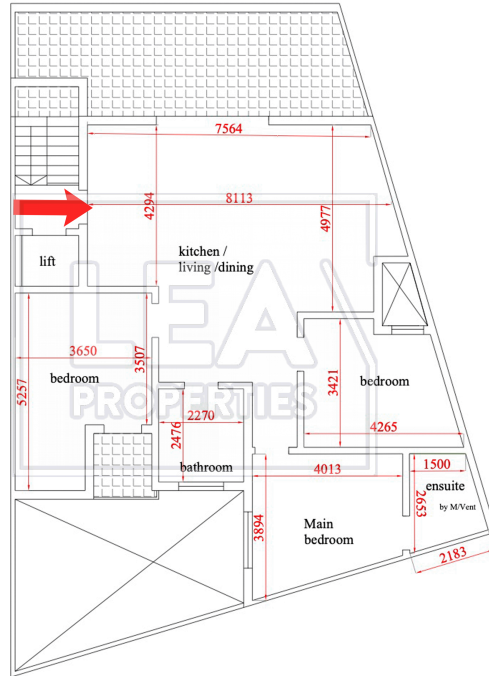 7564
4294
8113
4977
kitchen /
living /dining
lift
LEA
PROPERTIES
3650
3507
5257
bedroom
3421
bedroom
4265
2270
2476
bathroom
4013
3894
Main
bedroom
1500
2653
ensuite
by M/Vent
2183